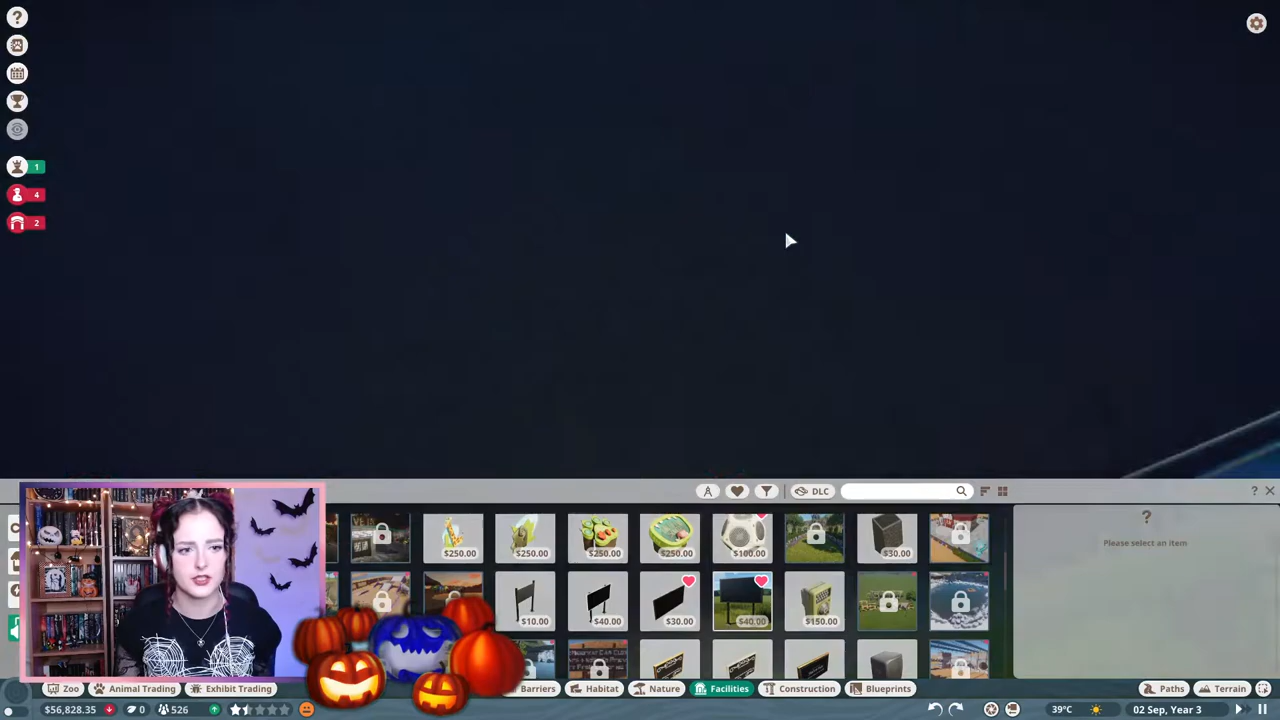 ?
1
4
2
DLC
? ×
$250.00
$250.00
$250.00
$250.00
$100.00
$30.00
?
Please select an item
$10.00
$40.00
$30.00
$40.00
$150.00
Zoo
Animal Trading
Exhibit Trading
Barriers
Habitat
Nature
Facilities
Construction
Blueprints
Paths
Terrain
$56,828.35
0
526
39°C
02 Sep, Year 3